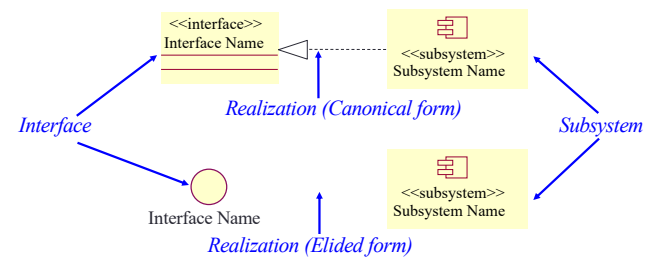 <<interface>>
Interface Name
<<subsystem>>
Subsystem Name
Realization (Canonical form)
Interface
Subsystem
<<subsystem>>
Subsystem Name
Interface Name
Realization (Elided form)